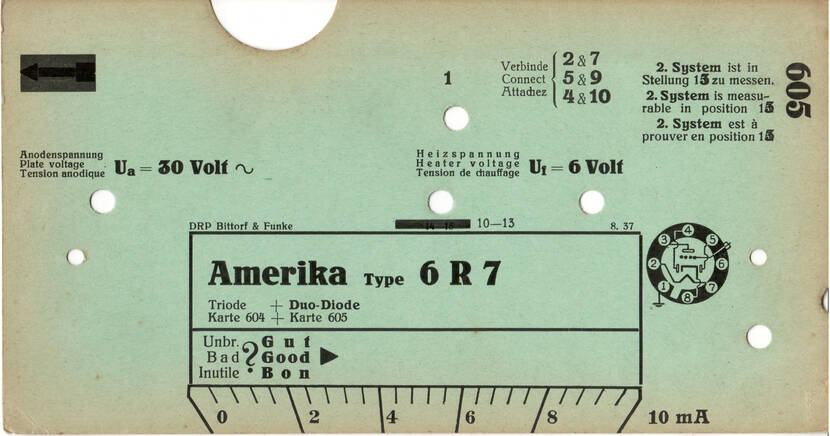 1
Verbinde
Connect
Attachez
2 & 7
5 & 9
4 & 10
2. System ist in
Stellung 15 zu messen.
2. System is measu-
rable in position 15
2. System est à
prouver en position 15
605
Anodenspannung
Plate voltage
Tension anodique
Ua = 30 Volt ~
Heizspannung
Heater voltage
Tension de chauffage
Uf = 6 Volt
DRP Bittorf & Funke
10—13
8. 37
Amerika Type 6 R 7
Triode + Duo-Diode
Karte 604 + Karte 605
1
2
3
4
5
6
7
8
Unbr.
Bad
Inutile
?
Gut
Good
Bon
0 2 4 6 8 10 mA